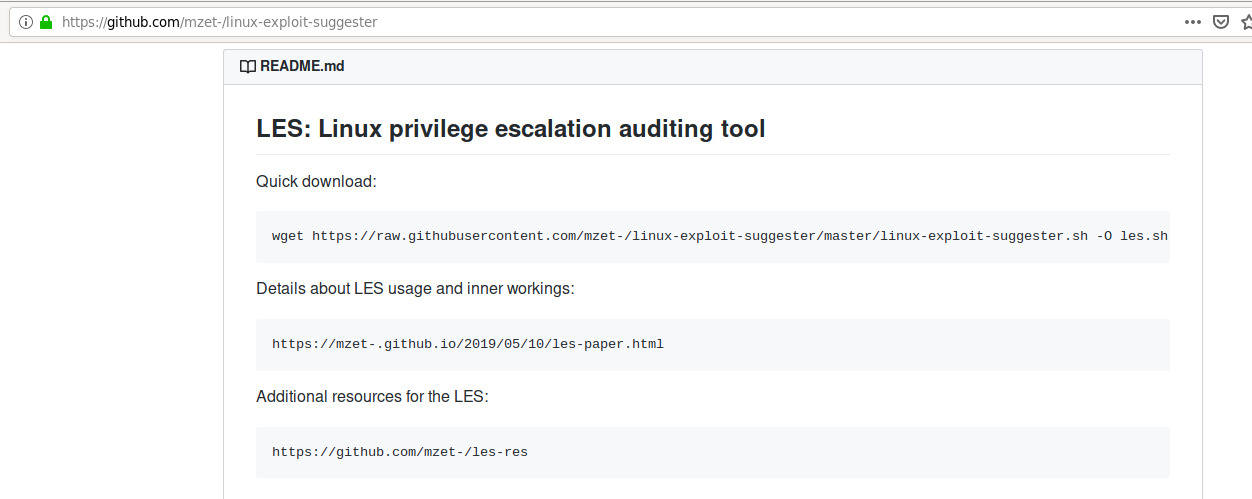 https://github.com/mzet-/linux-exploit-suggester
README.md
LES: Linux privilege escalation auditing tool
Quick download:
wget https://raw.githubusercontent.com/mzet-/linux-exploit-suggester/master/linux-exploit-suggester.sh -O les.sh
Details about LES usage and inner workings:
https://mzet-.github.io/2019/05/10/les-paper.html
Additional resources for the LES:
https://github.com/mzet-/les-res